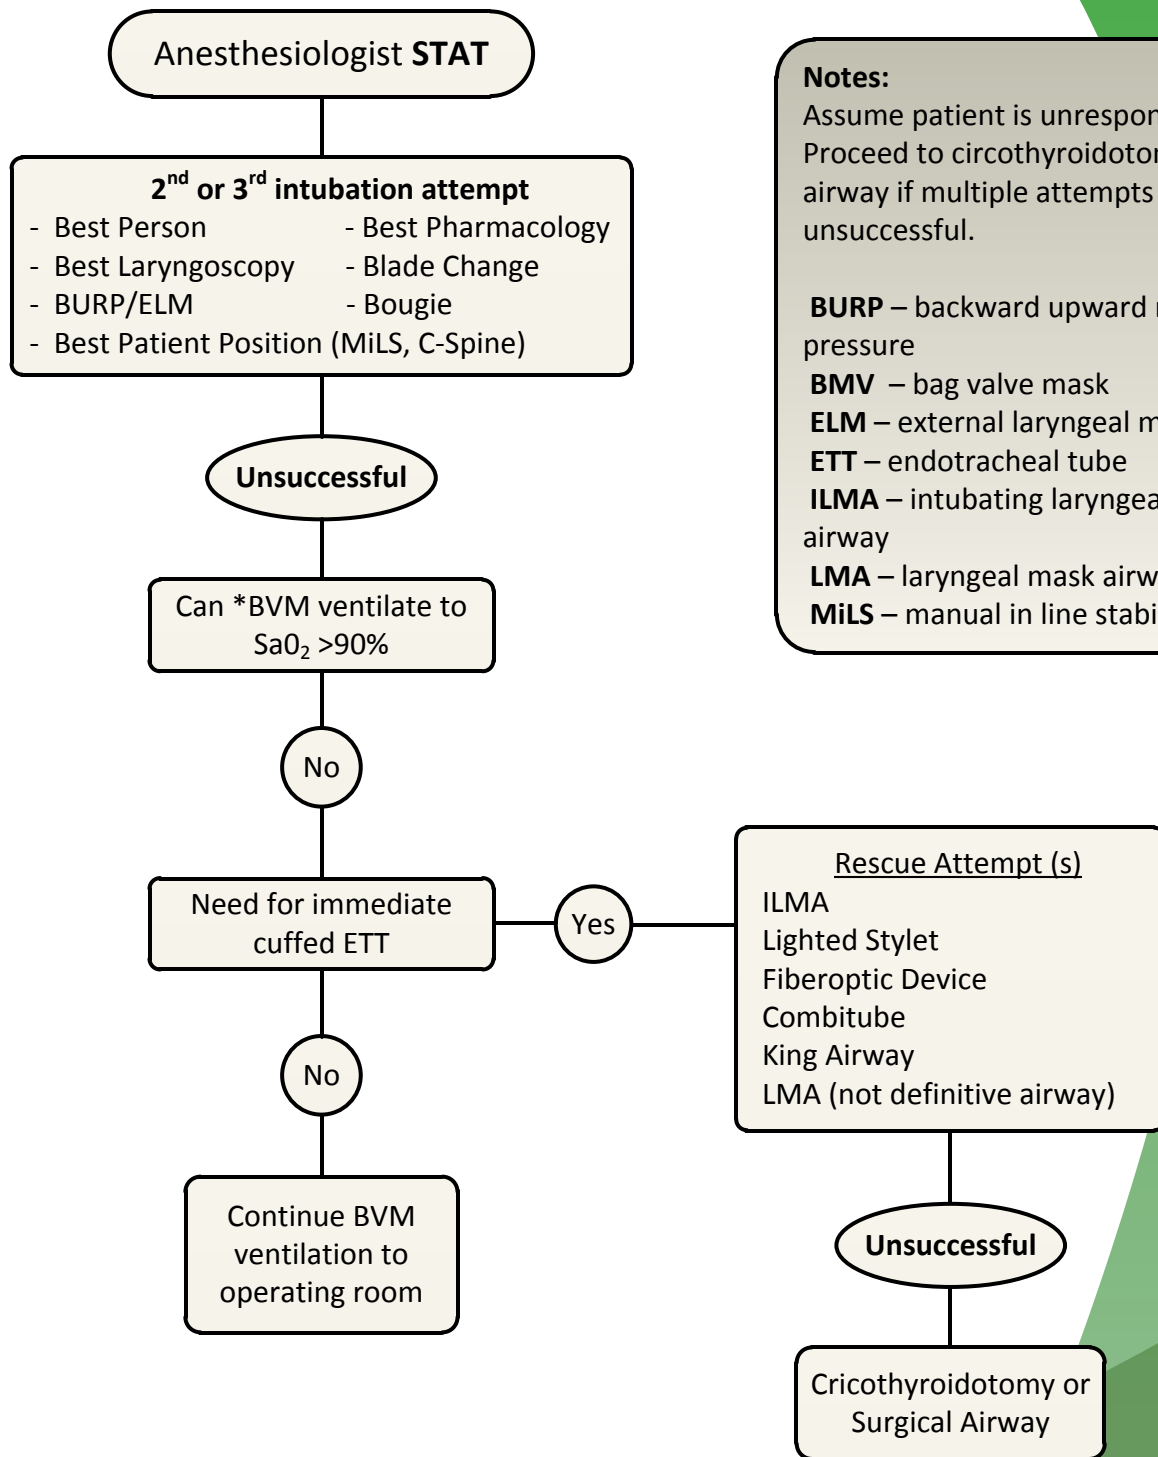 Anesthesiologist STAT
2nd or 3rd intubation attempt
- Best Person - Best Pharmacology
- Best Laryngoscopy - Blade Change
- BURP/ELM - Bougie
- Best Patient Position (MiLS, C-Spine)
Unsuccessful
Can *BVM ventilate to
Sa0₂ >90%
No
Need for immediate
cuffed ETT
Yes
No
Continue BVM
ventilation to
operating room
Notes:
Assume patient is
Proceed to
airway if multiple attempts
unsuccessful.
BURP – backward upward
pressure
BMV – bag valve mask
ELM – external laryngeal
ETT – endotracheal tube
ILMA – intubating
airway
LMA – laryngeal mask
MiLS – manual in line
Rescue Attempt (s)
ILMA
Lighted Stylet
Fiberoptic Device
Combitube
King Airway
LMA (not definitive airway)
Unsuccessful
Cricothyroidotomy or
Surgical Airway